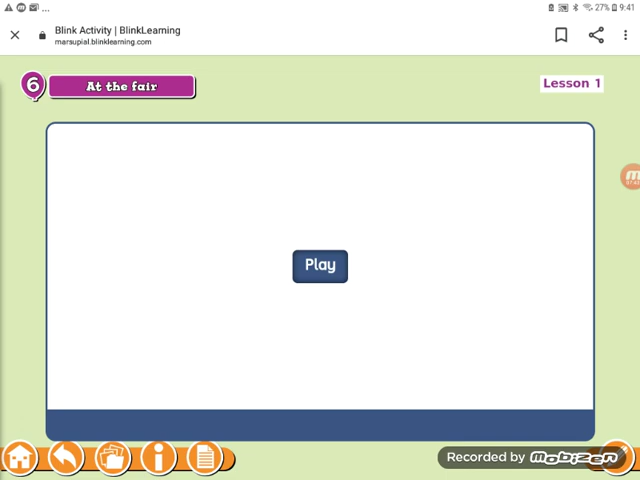 ... 27% 9:41
Blink Activity | BlinkLearning
marsupial.blinklearning.com
6 At the fair
Lesson 1
Play
Recorded by Mobizen